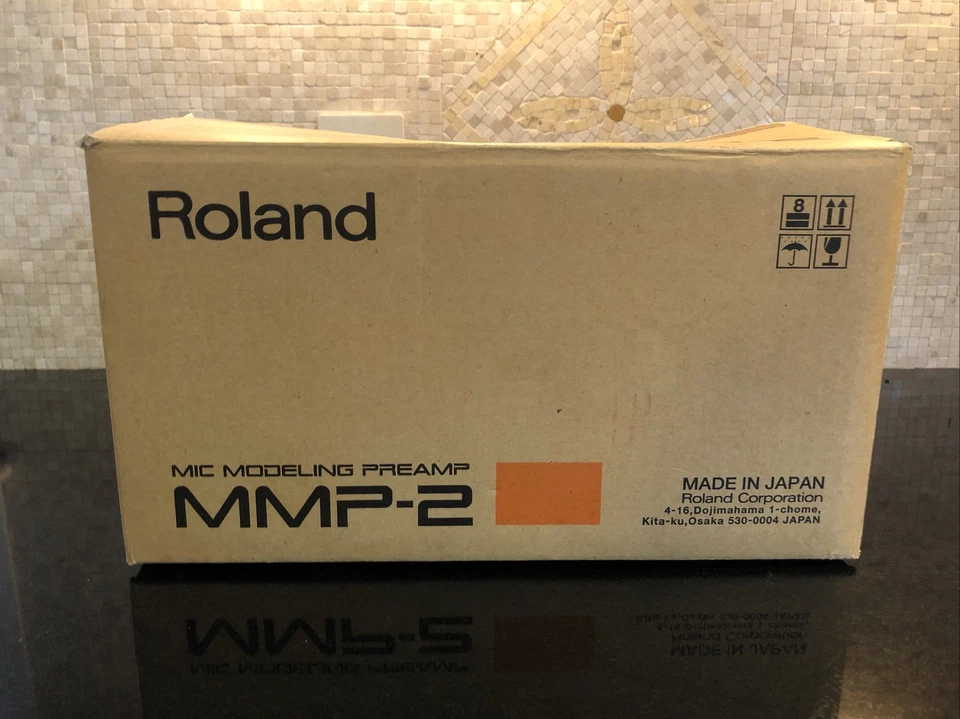 Roland
8
MIC MODELING PREAMP
MMP-2
MADE IN JAPAN
Roland Corporation
4-16,Dojimahama 1-chome,
Kita-ku,Osaka 530-0004 JAPAN